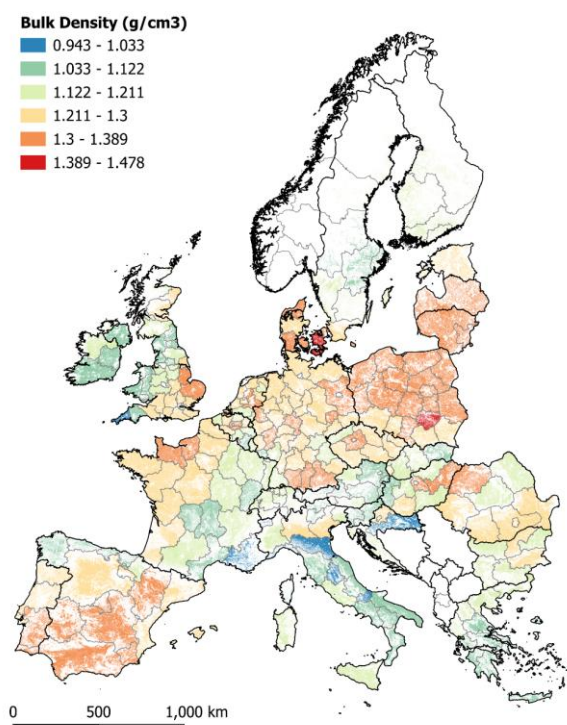 Bulk Density (g/cm3)
0.943 - 1.033
1.033 - 1.122
1.122 - 1.211
1.211 - 1.3
1.3 - 1.389
1.389 - 1.478
0 500 1,000 km